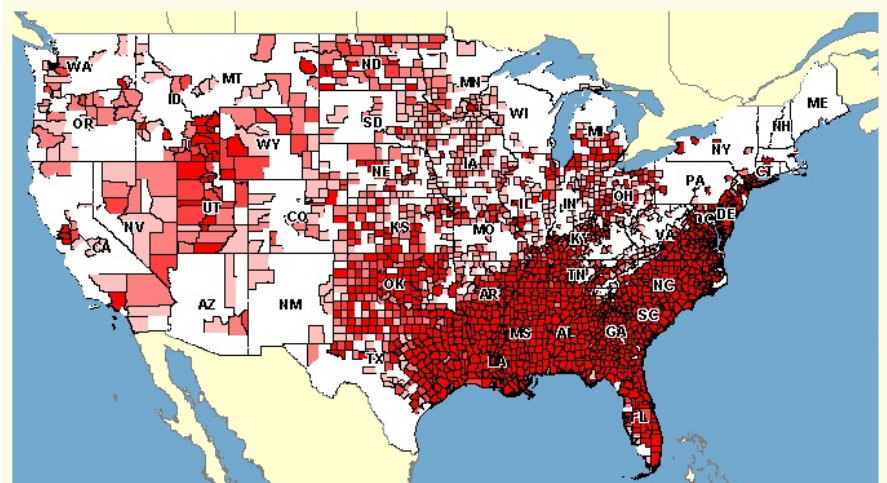 WA
MT
ND
MN
ME
ID
OR
SD
WI
MI
NH
NY
WY
IA
NE
CT
PA
NV
UT
CO
IL
IN
OH
DC
DE
KS
MO
KY
VA
CA
AZ
NM
OK
AR
TN
NC
SC
MS
AL
GA
TX
LA
FL